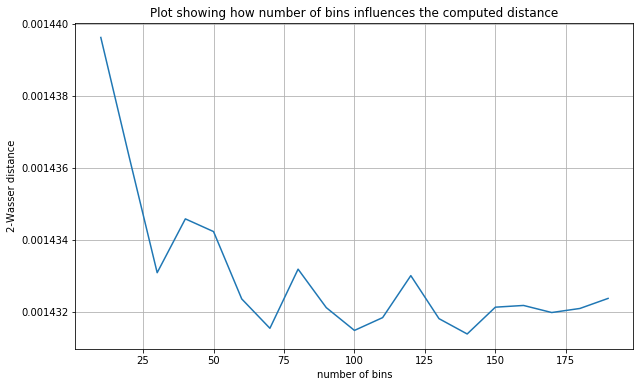 Plot showing how number of bins influences the computed distance
0.001440
0.001438
0.001436
0.001434
0.001432
2-Wasser distance
25 50 75 100 125 150 175
number of bins